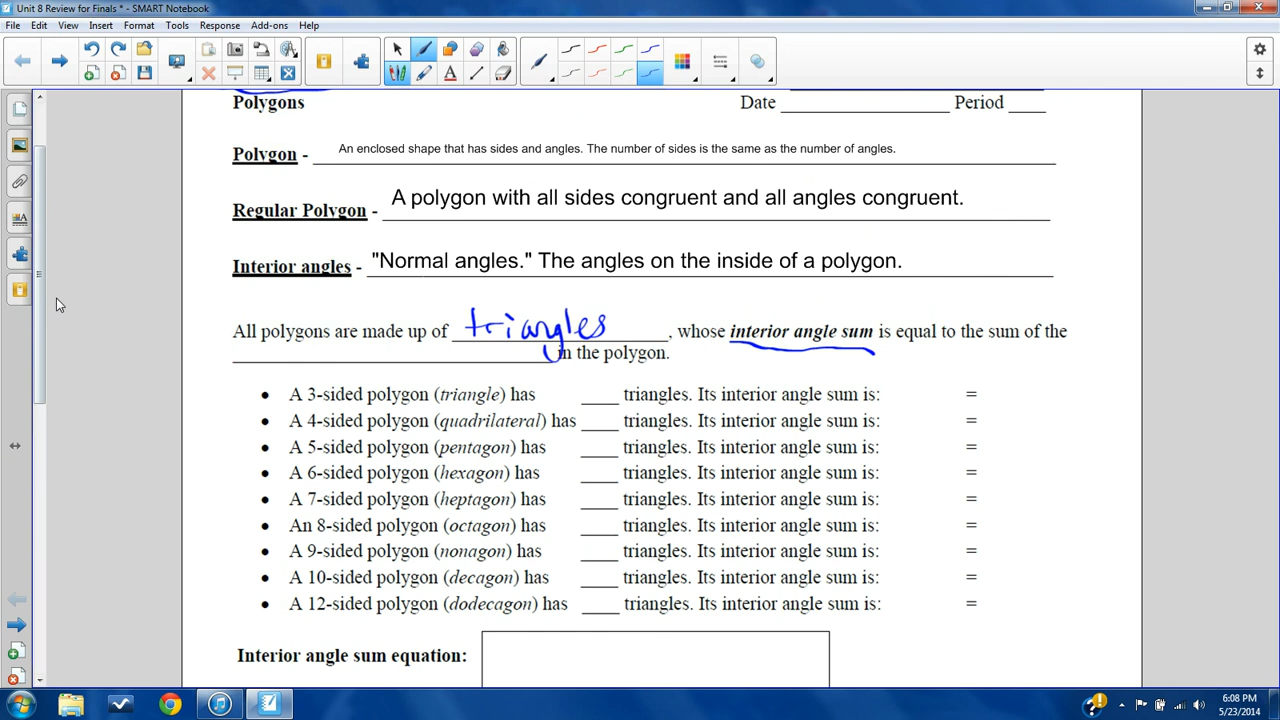 Unit 8 Review for Finals * - SMART Notebook
File Edit View Insert Format Tools Response Add-ons Help
Polygons Date ____________ Period ____
Polygon - An enclosed shape that has sides and angles. The number of sides is the same as the number of angles.
Regular Polygon - A polygon with all sides congruent and all angles congruent.
Interior angles - "Normal angles." The angles on the inside of a polygon.
All polygons are made up of triangles, whose interior angle sum is equal to the sum of the
____________ in the polygon.
• A 3-sided polygon (triangle) has ____ triangles. Its interior angle sum is: =
• A 4-sided polygon (quadrilateral) has ____ triangles. Its interior angle sum is: =
• A 5-sided polygon (pentagon) has ____ triangles. Its interior angle sum is: =
• A 6-sided polygon (hexagon) has ____ triangles. Its interior angle sum is: =
• A 7-sided polygon (heptagon) has ____ triangles. Its interior angle sum is: =
• An 8-sided polygon (octagon) has ____ triangles. Its interior angle sum is: =
• A 9-sided polygon (nonagon) has ____ triangles. Its interior angle sum is: =
• A 10-sided polygon (decagon) has ____ triangles. Its interior angle sum is: =
• A 12-sided polygon (dodecagon) has ____ triangles. Its interior angle sum is: =
Interior angle sum equation:
6:08 PM
5/23/2014